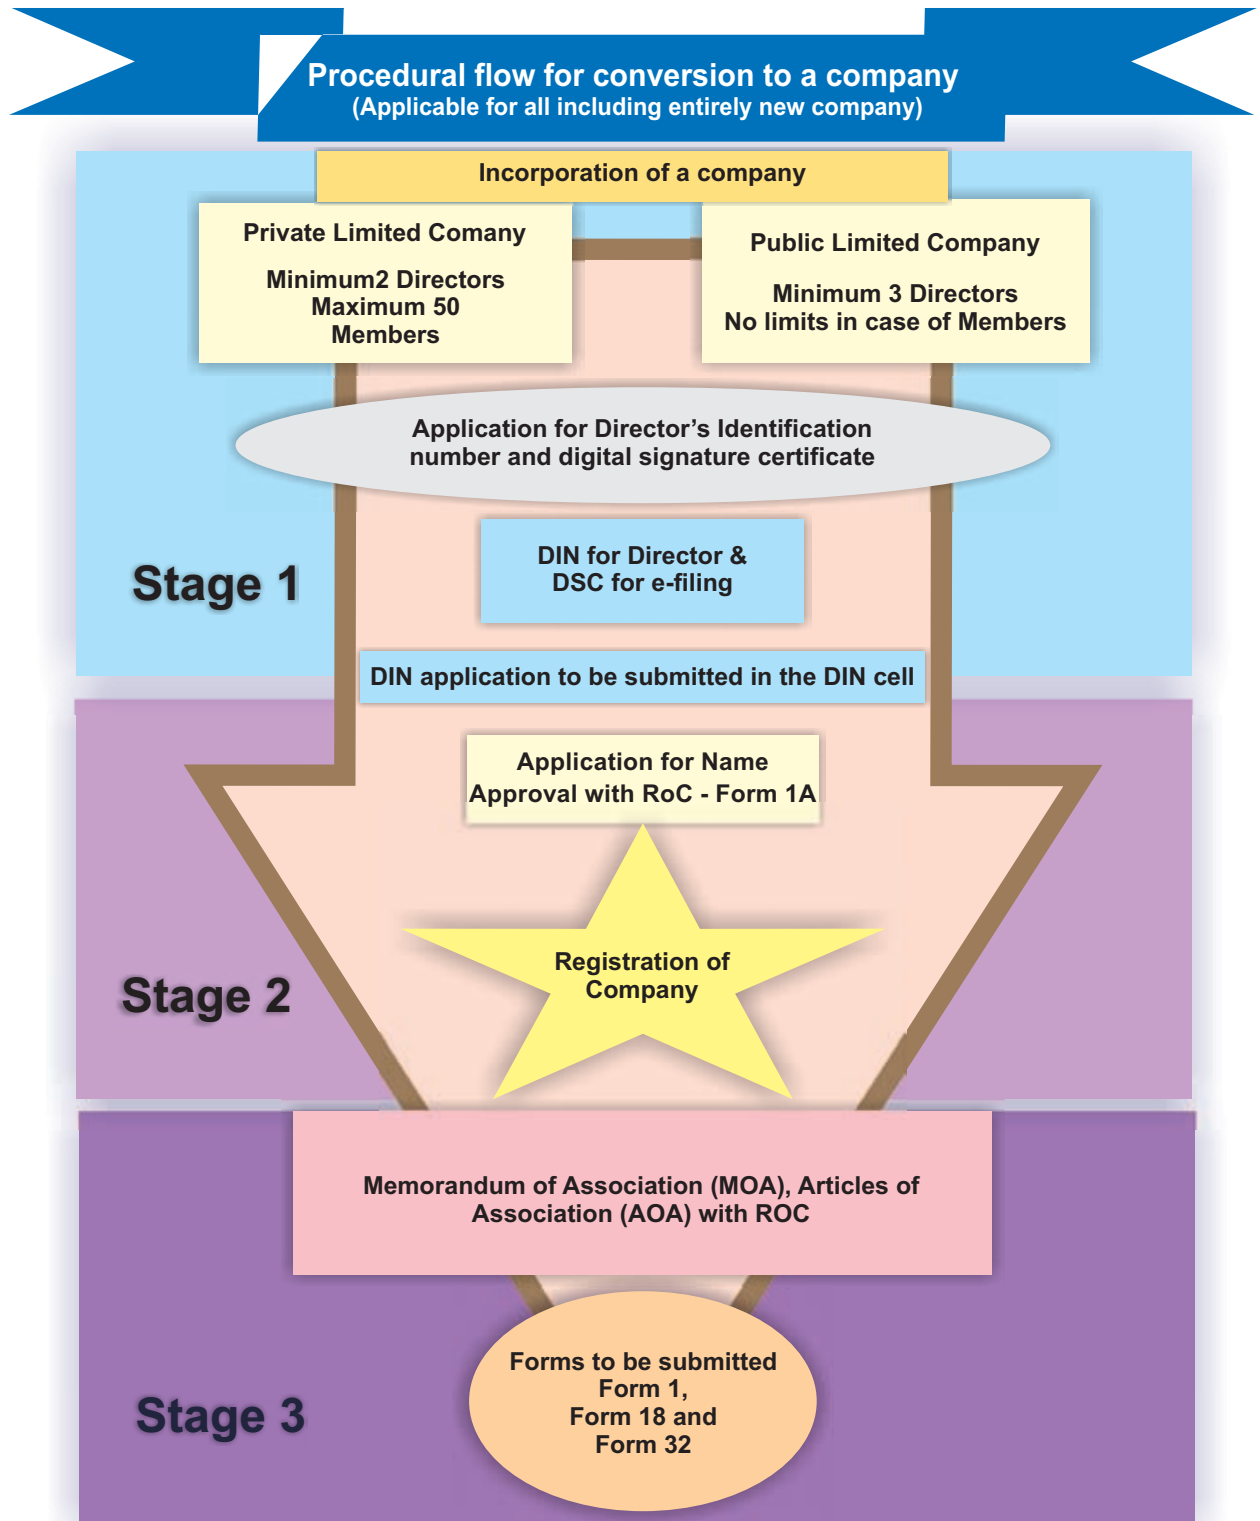 Procedural flow for conversion to a company
(Applicable for all including entirely new company)
Incorporation of a company
Private Limited Comany
Minimum2 Directors
Maximum 50
Members
Public Limited Company
Minimum 3 Directors
No limits in case of Members
Application for Director’s Identification
number and digital signature certificate
DIN for Director &
DSC for e-filing
Stage 1
DIN application to be submitted in the DIN cell
Application for Name
Approval with RoC - Form 1A
Registration of
Company
Stage 2
Memorandum of Association (MOA), Articles of
Association (AOA) with ROC
Forms to be submitted
Form 1,
Form 18 and
Form 32
Stage 3